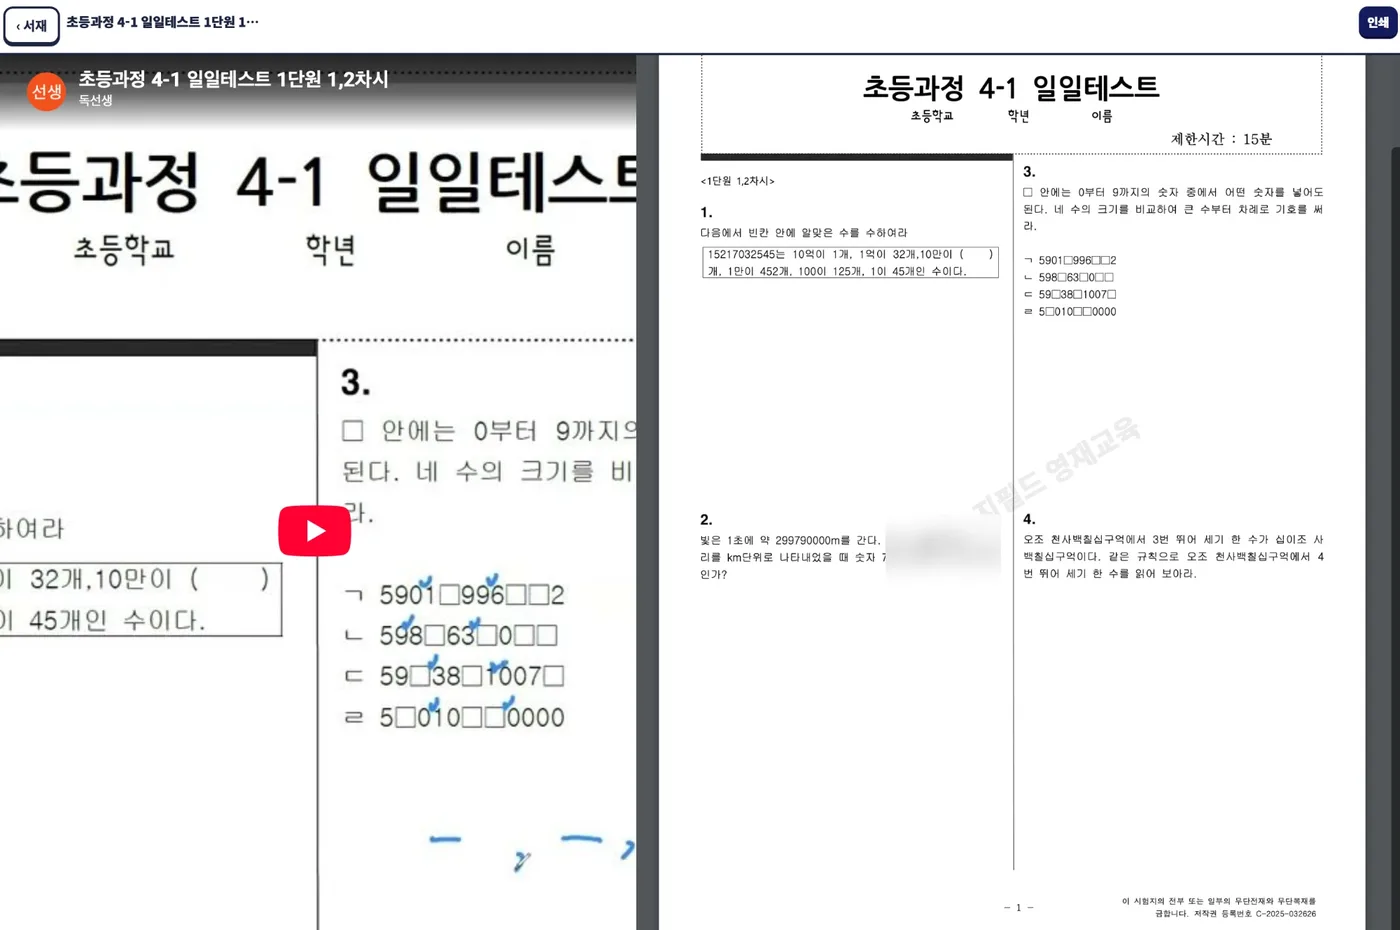 ‹ 서재
초등과정 4-1 일일테스트 1단원 1…
인쇄
선생
초등과정 4-1 일일테스트 1단원 1,2차시
독선생
초등과정 4-1 일일테스트
초등학교 학년 이름
3.
□ 안에는 0부터 9까지의
된다. 네 수의 크기를 비
라.
하여라
이 32개,10만이 ( )
이 45개인 수이다.
ㄱ 5901□996□□2
ㄴ 598□63□0□□
ㄷ 59□38□1007□
ㄹ 5□010□□0000
초등과정 4-1 일일테스트
초등학교 학년 이름
제한시간 : 15분
<1단원 1,2차시>
1.
다음에서 빈칸 안에 알맞은 수를 수하여라
15217032545는 10억이 1개, 1억이 32개,10만이 ( )
개, 1만이 452개, 100이 125개, 1이 45개인 수이다.
2.
빛은 1초에 약 299790000m를 간다.
리를 km단위로 나타내었을 때 숫자 7
인가?
3.
□ 안에는 0부터 9까지의 숫자 중에서 어떤 숫자를 넣어도
된다. 네 수의 크기를 비교하여 큰 수부터 차례로 기호를 써
라.
ㄱ 5901□996□□2
ㄴ 598□63□0□□
ㄷ 59□38□1007□
ㄹ 5□010□□0000
지필드 영재교육
4.
오조 천사백칠십구억에서 3번 뛰어 세기 한 수가 십이조 사
백칠십구억이다. 같은 규칙으로 오조 천사백칠십구억에서 4
번 뛰어 세기 한 수를 읽어 보아라.
- 1 -
이 시험지의 전부 또는 일부의 무단전재와 무단복제를
금합니다. 저작권 등록번호 C-2025-032626